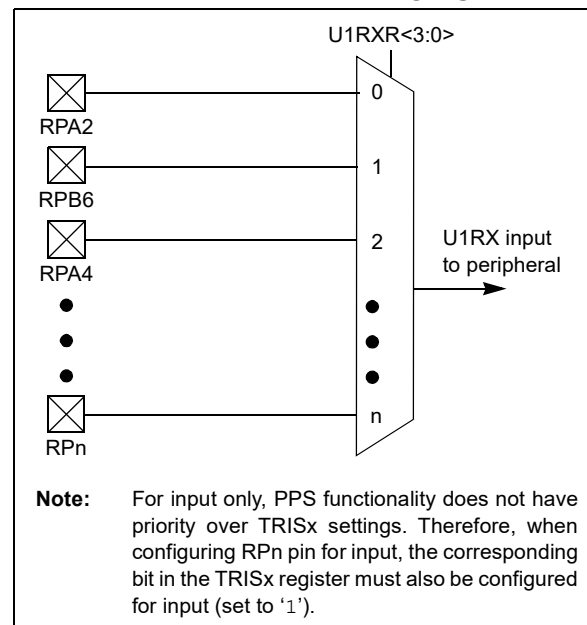 U1RXR<3:0>
0
RPA2
1
RPB6
2
RPA4
U1RX input
to peripheral
n
RPn
Note: For input only, PPS functionality does not have
priority over TRISx settings. Therefore, when
configuring RPn pin for input, the corresponding
bit in the TRISx register must also be configured
for input (set to ‘1’).